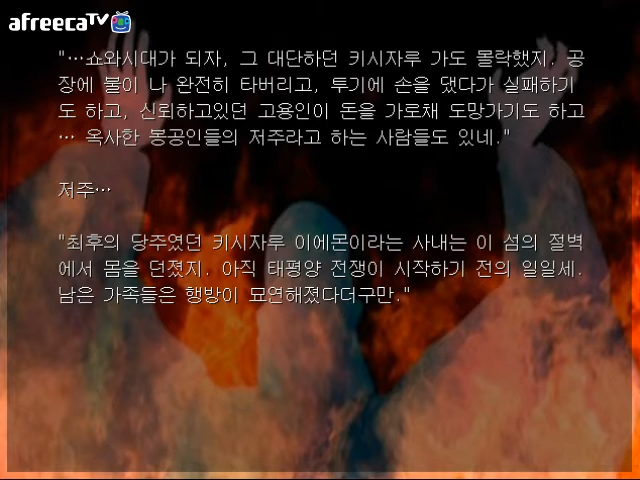 afreecaTV
"…쇼와시대가 되자, 그 대단하던 키시자루 가도 몰락했지. 공
장에 불이 나 완전히 타버리고, 투기에 손을 댔다가 실패하기
도 하고, 신뢰하고있던 고용인이 돈을 가로채 도망가기도 하고
… 옥사한 봉공인들의 저주라고 하는 사람들도 있네."
저주…
"최후의 당주였던 키시자루 이에몬이라는 사내는 이 섬의 절벽
에서 몸을 던졌지. 아직 태평양 전쟁이 시작하기 전의 일일세.
남은 가족들은 행방이 묘연해졌다더구만."